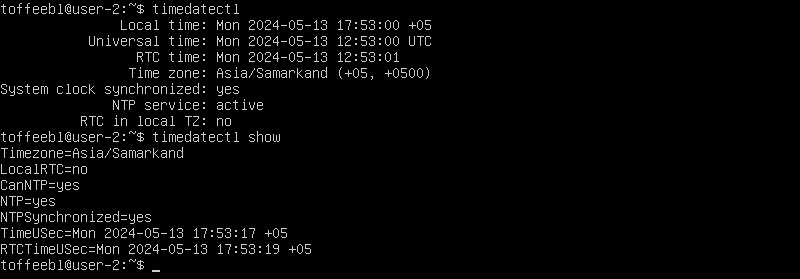 toffeebl@user-2:~$ timedatectl
Local time: Mon 2024-05-13 17:53:00 +05
Universal time: Mon 2024-05-13 12:53:00 UTC
RTC time: Mon 2024-05-13 12:53:01
Time zone: Asia/Samarkand (+05, +0500)
System clock synchronized: yes
NTP service: active
RTC in local TZ: no
toffeebl@user-2:~$ timedatectl show
Timezone=Asia/Samarkand
LocalRTC=no
CanNTP=yes
NTP=yes
NTPSynchronized=yes
TimeUSec=Mon 2024-05-13 17:53:17 +05
RTCTimeUSec=Mon 2024-05-13 17:53:19 +05
toffeebl@user-2:~$ _